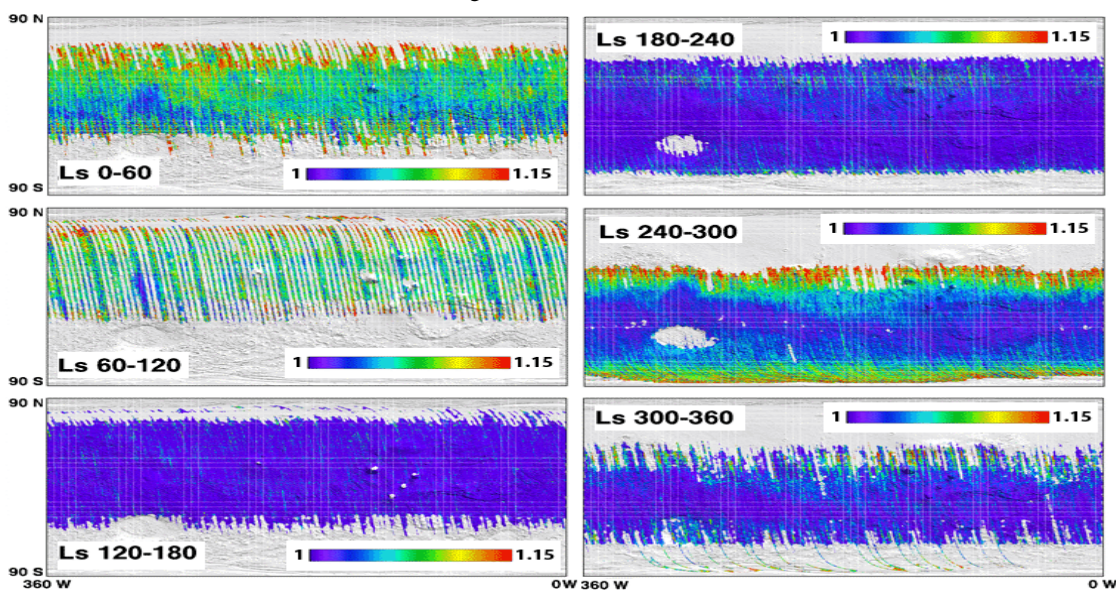 90 N
Ls 0-60
1 1.15
90 S
90 N
Ls 60-120
1 1.15
90 S
90 N
Ls 120-180
1 1.15
90 S
360 W 0W
Ls 180-240
1 1.15
Ls 240-300
1 1.15
Ls 300-360
1 1.15
360 W 0 W